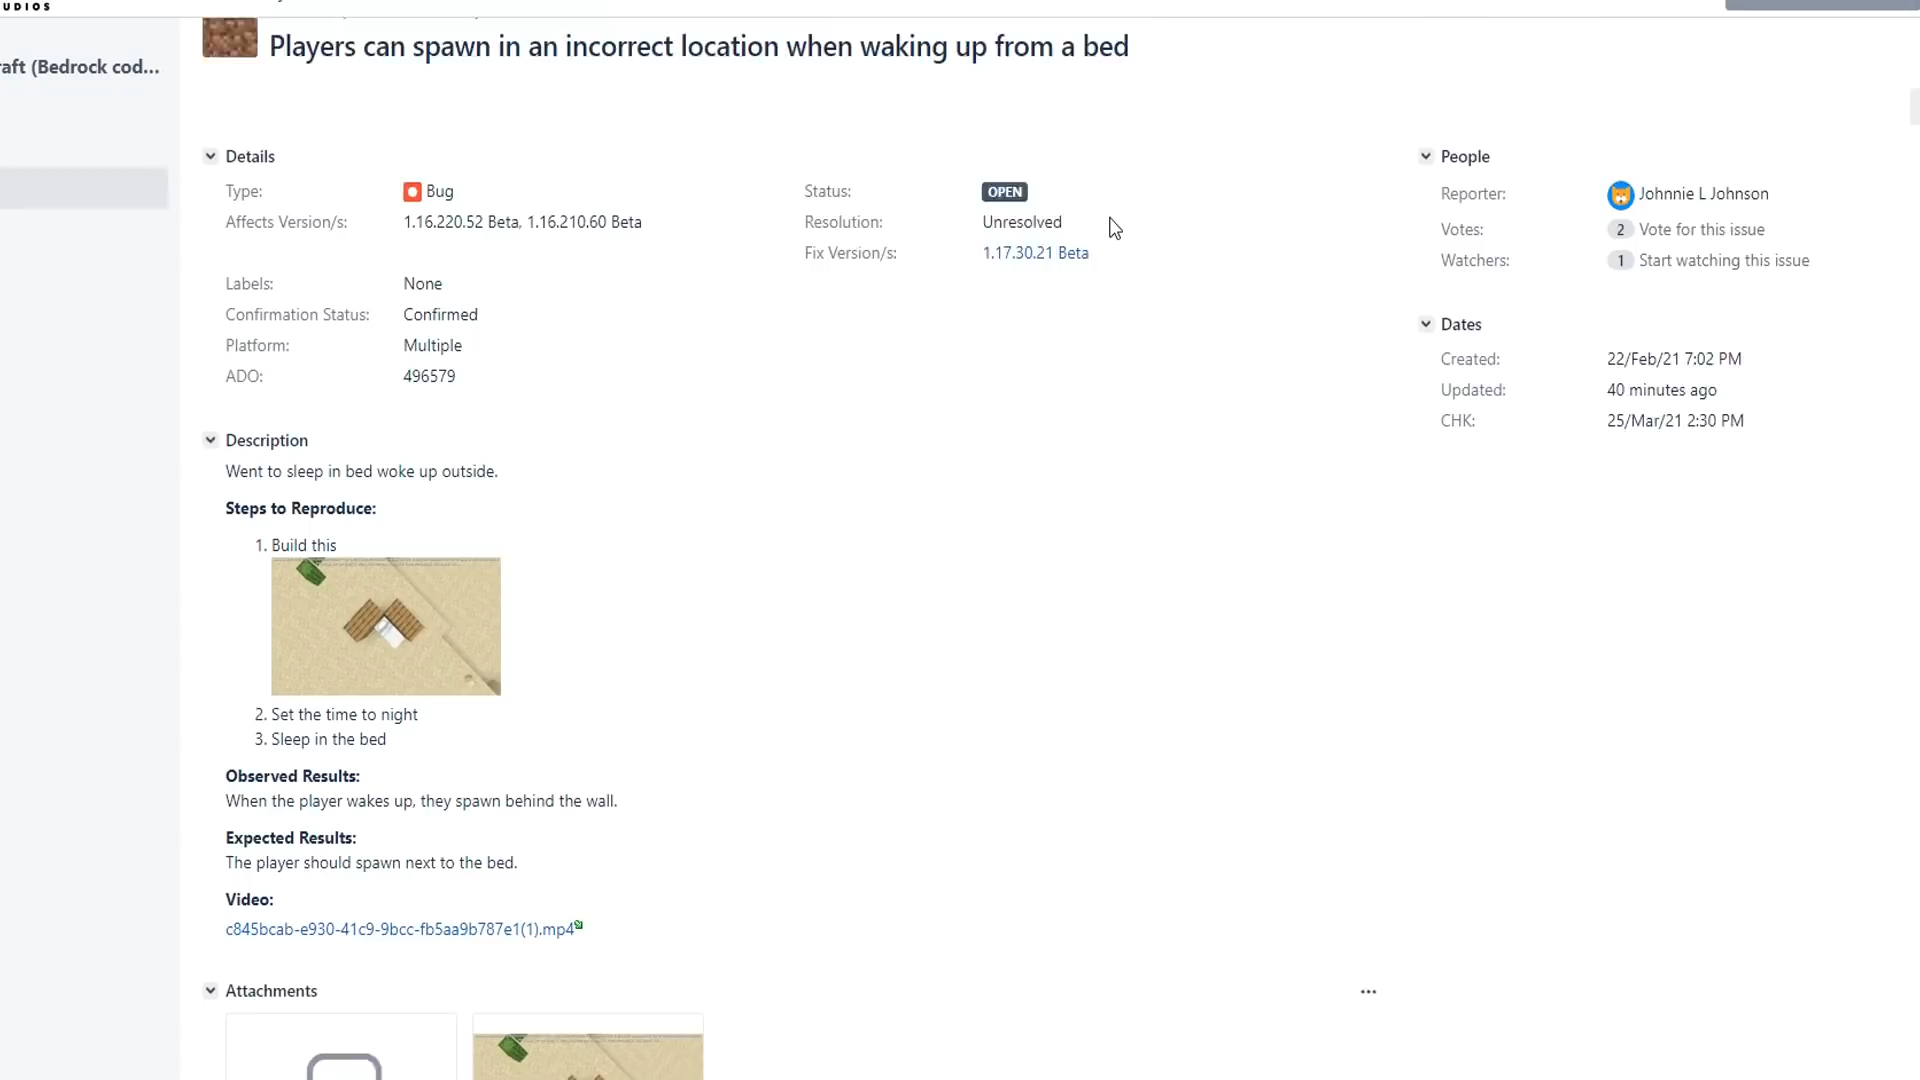 UDIOS
Players can spawn in an incorrect location when waking up from a bed
raft (Bedrock cod...
Details
Type: Bug
Status: OPEN
Affects Version/s: 1.16.220.52 Beta, 1.16.210.60 Beta
Resolution: Unresolved
Fix Version/s: 1.17.30.21 Beta
Labels: None
Confirmation Status: Confirmed
Platform: Multiple
ADO: 496579
People
Reporter: Johnnie L Johnson
Votes: 2 Vote for this issue
Watchers: 1 Start watching this issue
Dates
Created: 22/Feb/21 7:02 PM
Updated: 40 minutes ago
CHK: 25/Mar/21 2:30 PM
Description
Went to sleep in bed woke up outside.
Steps to Reproduce:
1. Build this
2. Set the time to night
3. Sleep in the bed
Observed Results:
When the player wakes up, they spawn behind the wall.
Expected Results:
The player should spawn next to the bed.
Video:
c845bcab-e930-41c9-9bcc-fb5aa9b787e1(1).mp4
Attachments
...